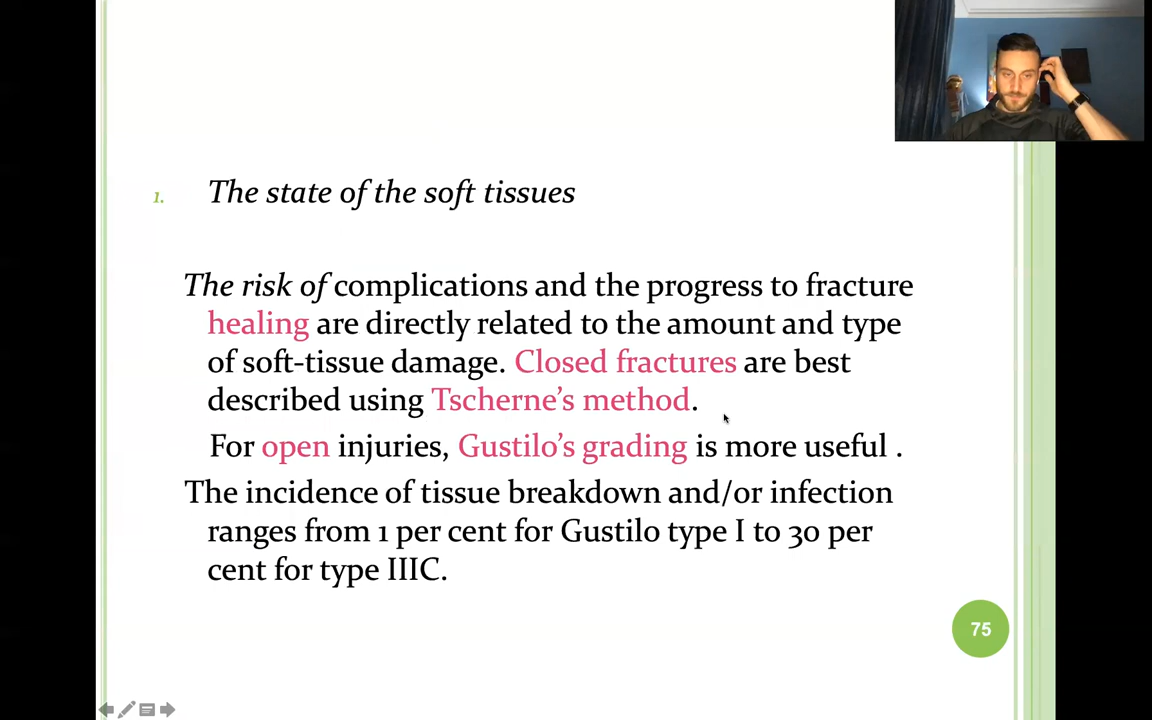 1. The state of the soft tissues
The risk of complications and the progress to fracture
healing are directly related to the amount and type
of soft-tissue damage. Closed fractures are best
described using Tscherne's method.
For open injuries, Gustilo's grading is more useful .
The incidence of tissue breakdown and/or infection
ranges from 1 per cent for Gustilo type I to 30 per
cent for type IIIC.
75